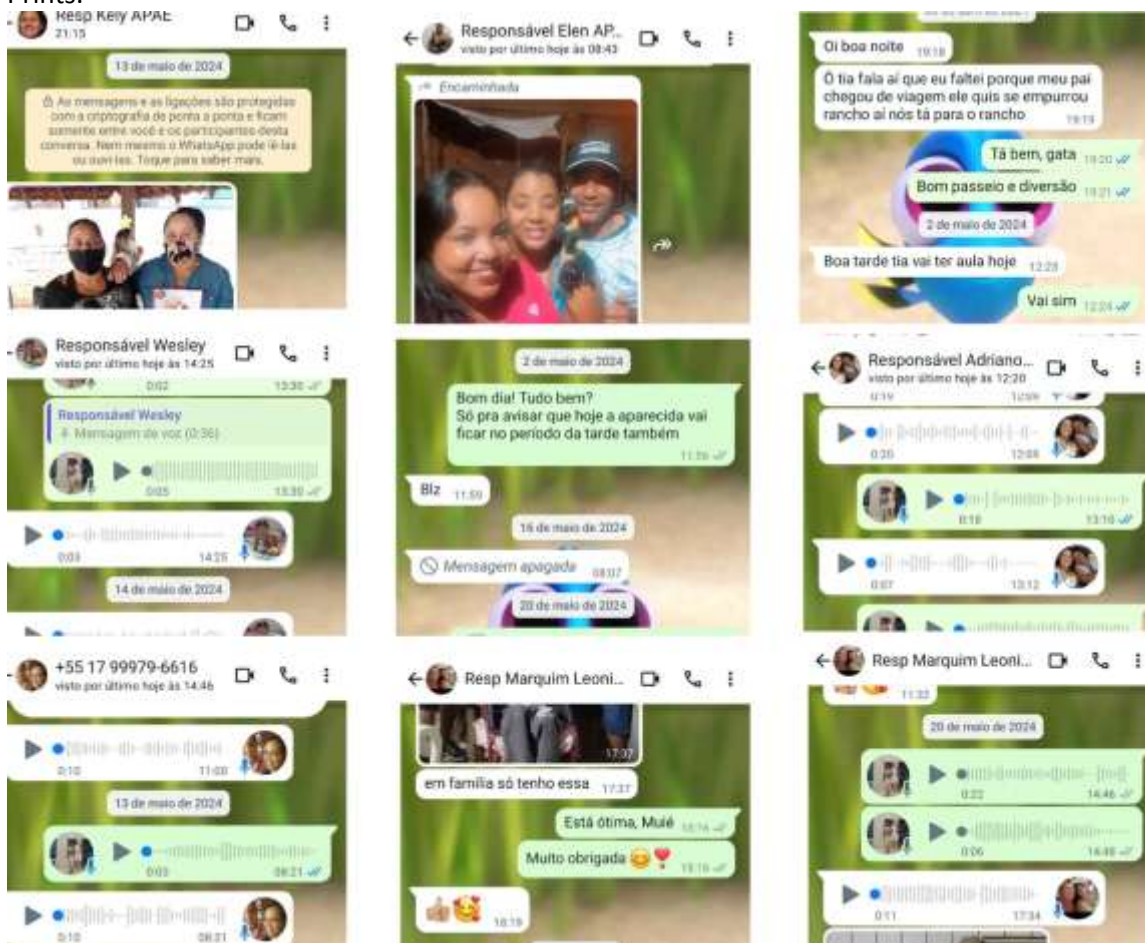 Prints:
Resp Kely APAE
21:15
13 de maio de 2024
As mensagens e as ligações são protegidas
com a criptografia de ponta a ponta e ficam
somente entre você e os participantes desta
conversa. Nem mesmo o WhatsApp pode lê-las
ou ouvi-las. Toque para saber mais.
Responsável Elen AP...
visto por último hoje às 08:43
Encaminhada
Oi boa noite 19:18
Ô tia fala aí que eu faltei porque meu pai
chegou de viagem ele quis se empurrou
rancho aí nós tá para o rancho 19:19
Tá bem, gata 19:20
Bom passeio e diversão 19:21
2 de maio de 2024
Boa tarde tia vai ter aula hoje 12:23
Vai sim 12:24
Responsável Wesley
visto por último hoje às 14:25
0:02 13:30
Responsável Wesley
Mensagem de voz (0:36)
0:05 13:30
0:03 14:25
14 de maio de 2024
2 de maio de 2024
Bom dia! Tudo bem?
Só pra avisar que hoje a aparecida vai
ficar no período da tarde também
Blz 11:59
16 de maio de 2024
Mensagem apagada 08:07
20 de maio de 2024
Responsável Adriano...
visto por último hoje às 12:20
0:19 12:09
12:08
0:18 13:10
0:07 13:12
+55 17 99979-6616
visto por último hoje às 14:46
0:10 11:00
13 de maio de 2024
0:03 08:21
0:10 08:21
Resp Marquim Leoni...
17:37
em família só tenho essa 17:37
Está ótima, Muié
Muito obrigada
18:19
Resp Marquim Leoni...
11:32
20 de maio de 2024
0:22 14:46
0:06
0:11 17:34